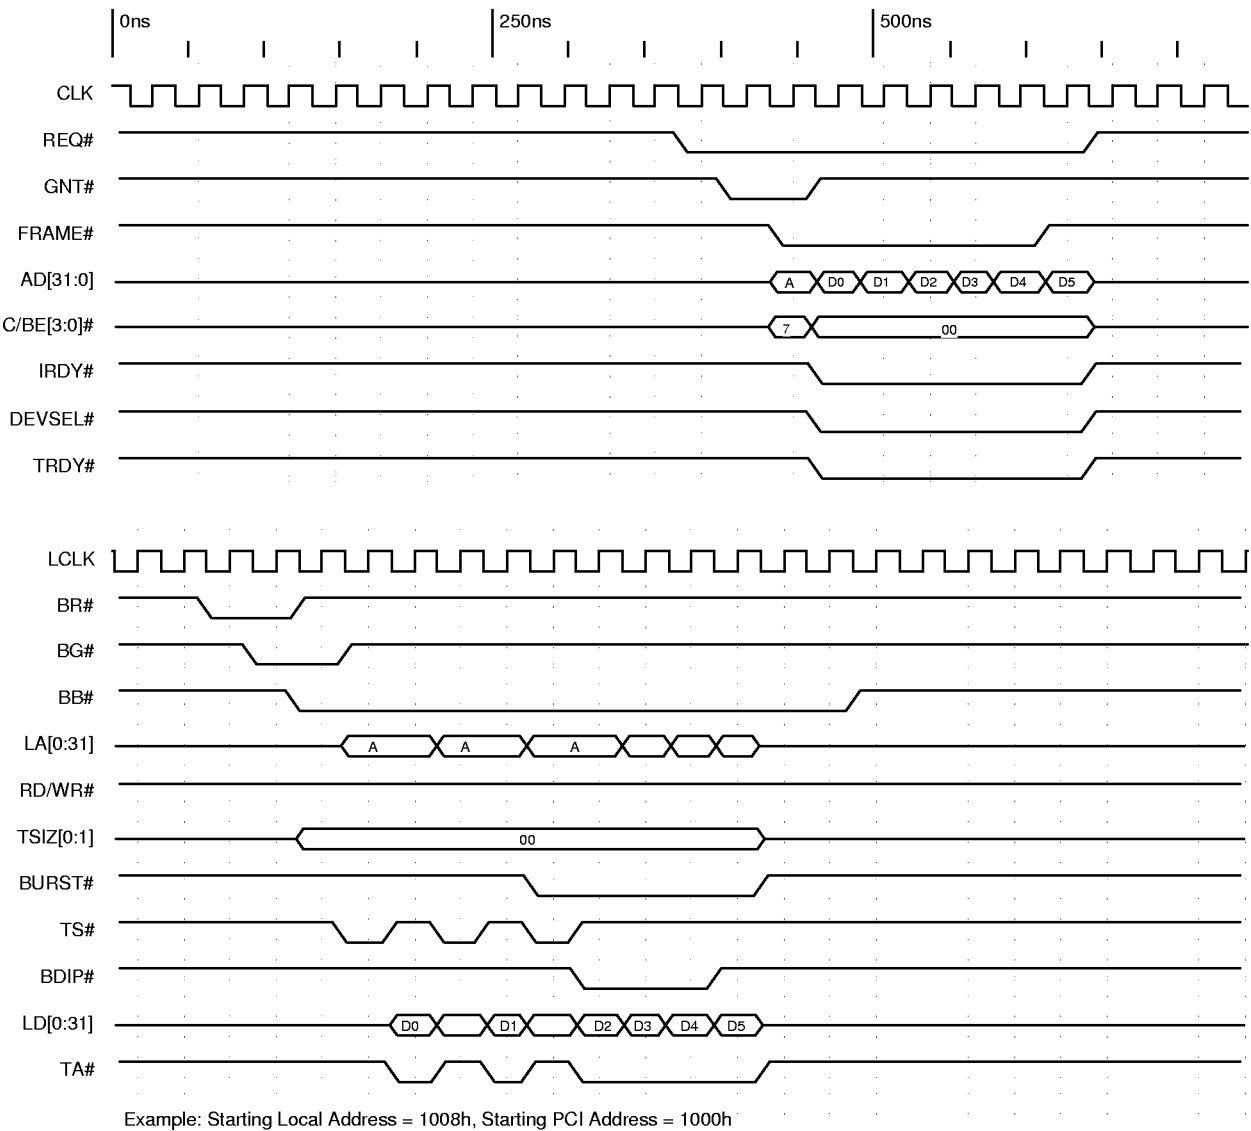 0ns 250ns 500ns
CLK
REQ#
GNT#
FRAME#
AD[31:0] A D0 D1 D2 D3 D4 D5
C/BE[3:0]# 7 00
IRDY#
DEVSEL#
TRDY#
LCLK
BR#
BG#
BB#
LA[0:31] A A A
RD/WR#
TSIZ[0:1] 00
BURST#
TS#
BDIP#
LD[0:31] D0 D1 D2 D3 D4 D5
TA#
Example: Starting Local Address = 1008h, Starting PCI Address = 1000h